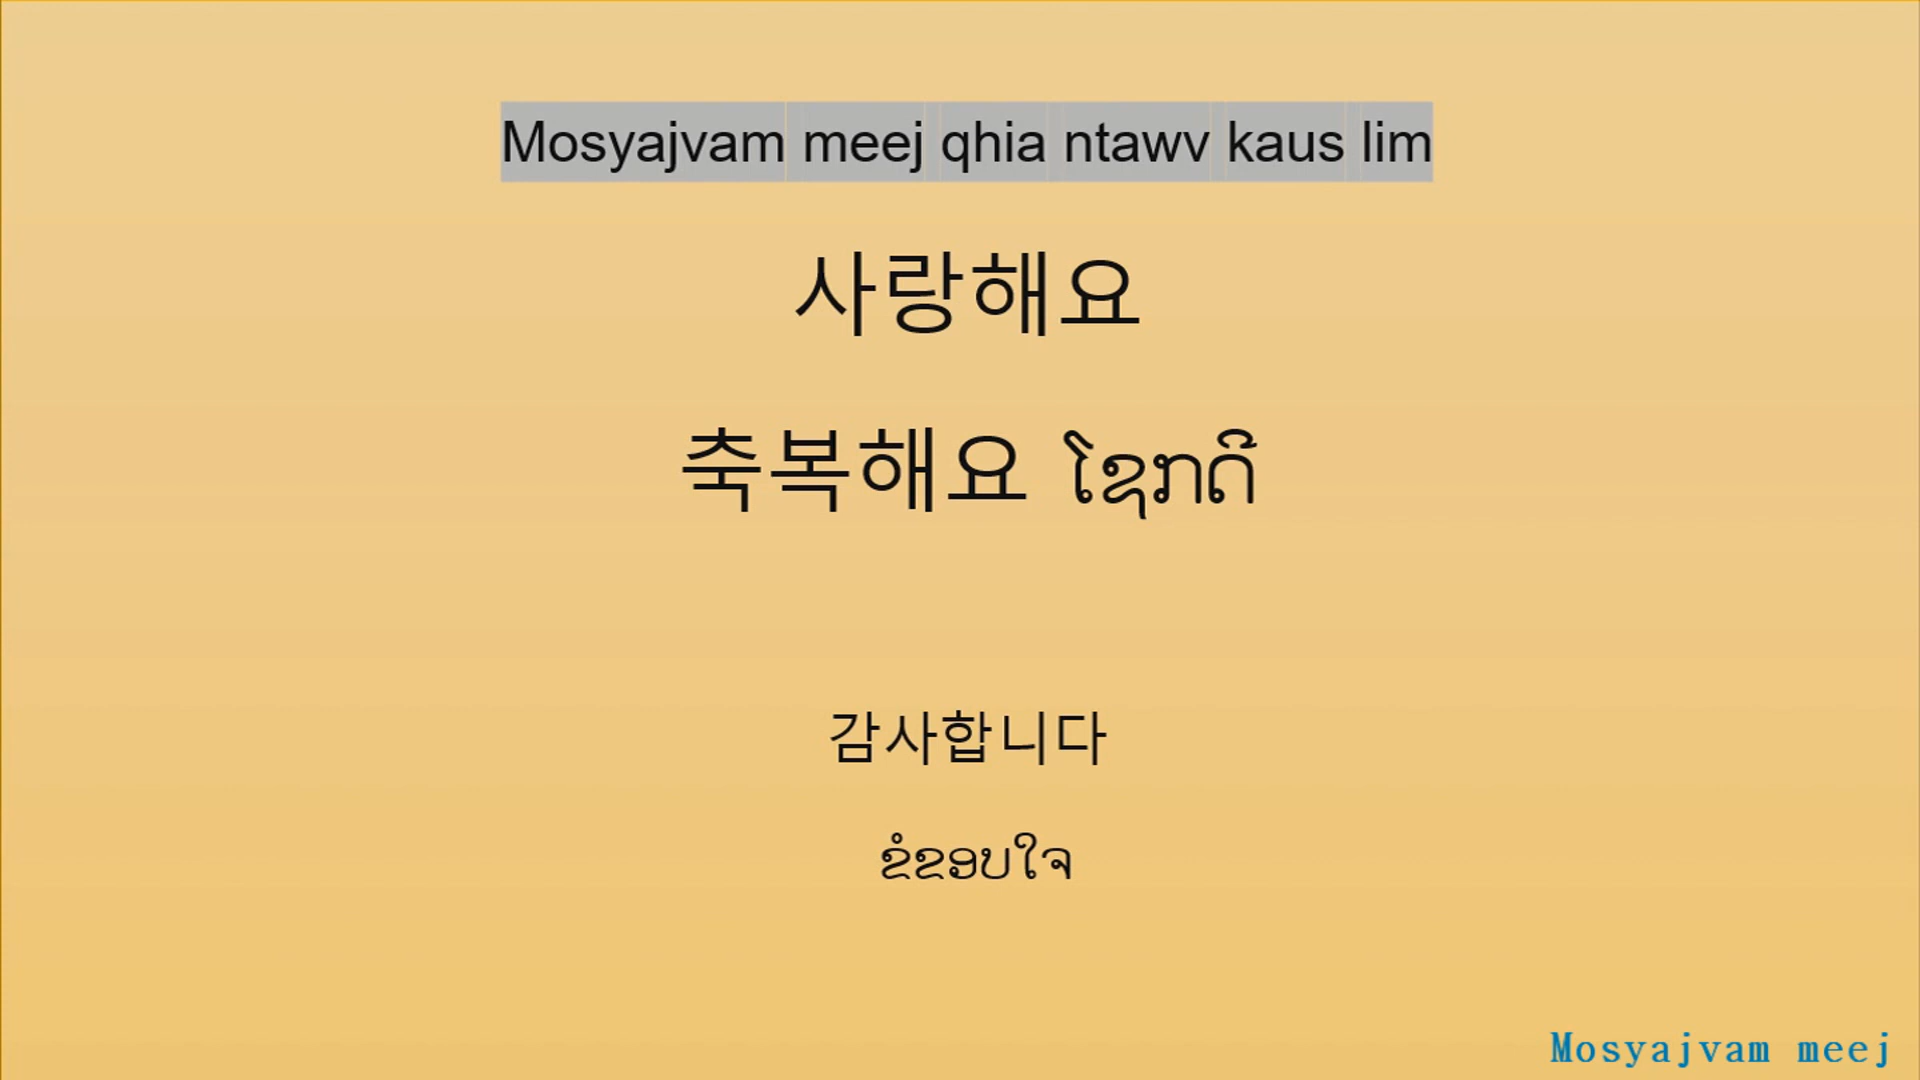 Mosyajvam meej qhia ntawv kaus lim
사랑해요
축복해요 ໂຊກດີ
감사합니다
ຂໍຂອບໃຈ
Mosyajvam meej